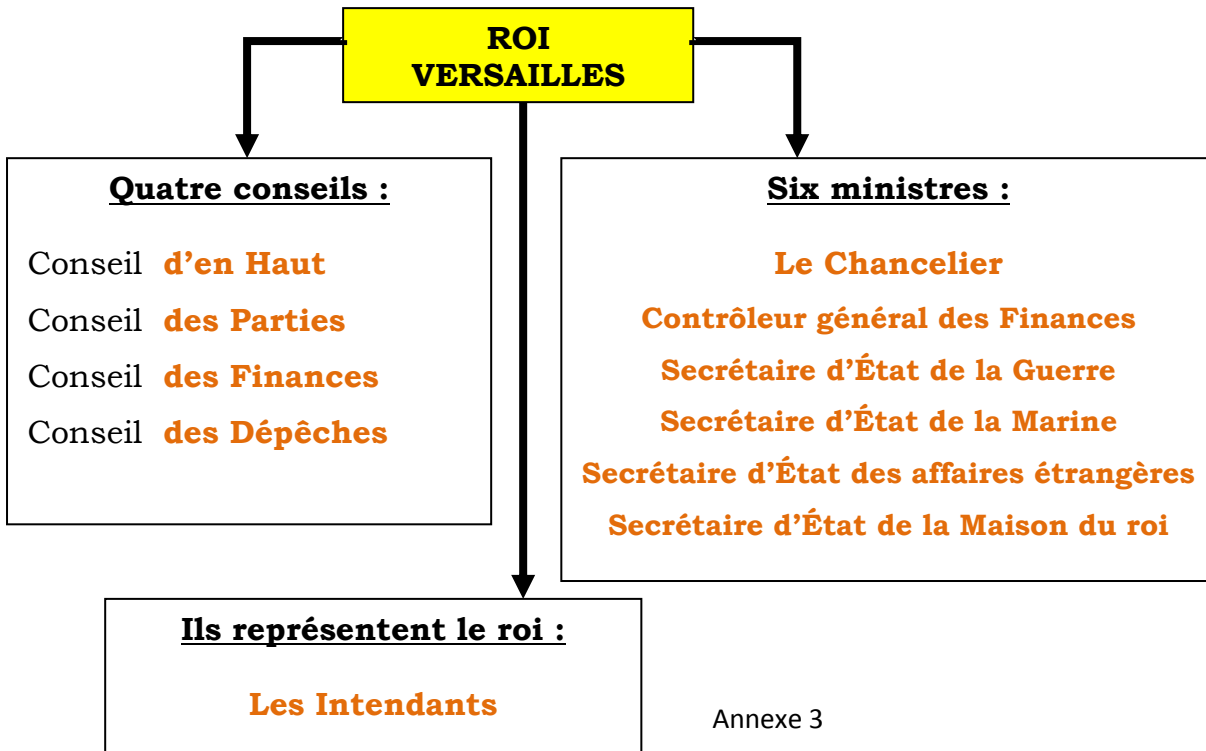 ROI
VERSAILLES
Quatre conseils :
Conseil d’en Haut
Conseil des Parties
Conseil des Finances
Conseil des Dépêches
Six ministres :
Le Chancelier
Contrôleur général des Finances
Secrétaire d’État de la Guerre
Secrétaire d’État de la Marine
Secrétaire d’État des affaires étrangères
Secrétaire d’État de la Maison du roi
Ils représentent le roi :
Les Intendants
Annexe 3